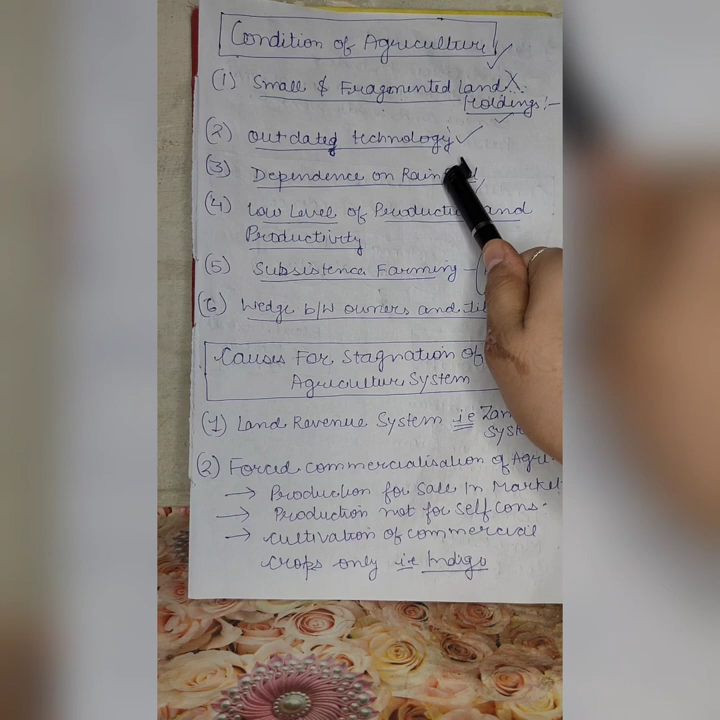 Condition of Agriculture
(1) Small & Fragmented Land
Holdings :-
(2) Outdated technology
(3) Dependence on
(4) Low Level of and
Productivity
(5) Subsistence Farming -
(6) Wedge b/w owners and
Causes For Stagnation of
Agriculture System
(1) Land Revenue System i.e
(2) Forced commercialisation of Agri
→ Production for Sale In Market
→ Production not for Self Cons.
→ Cultivation of commercial
crops only i.e Indigo